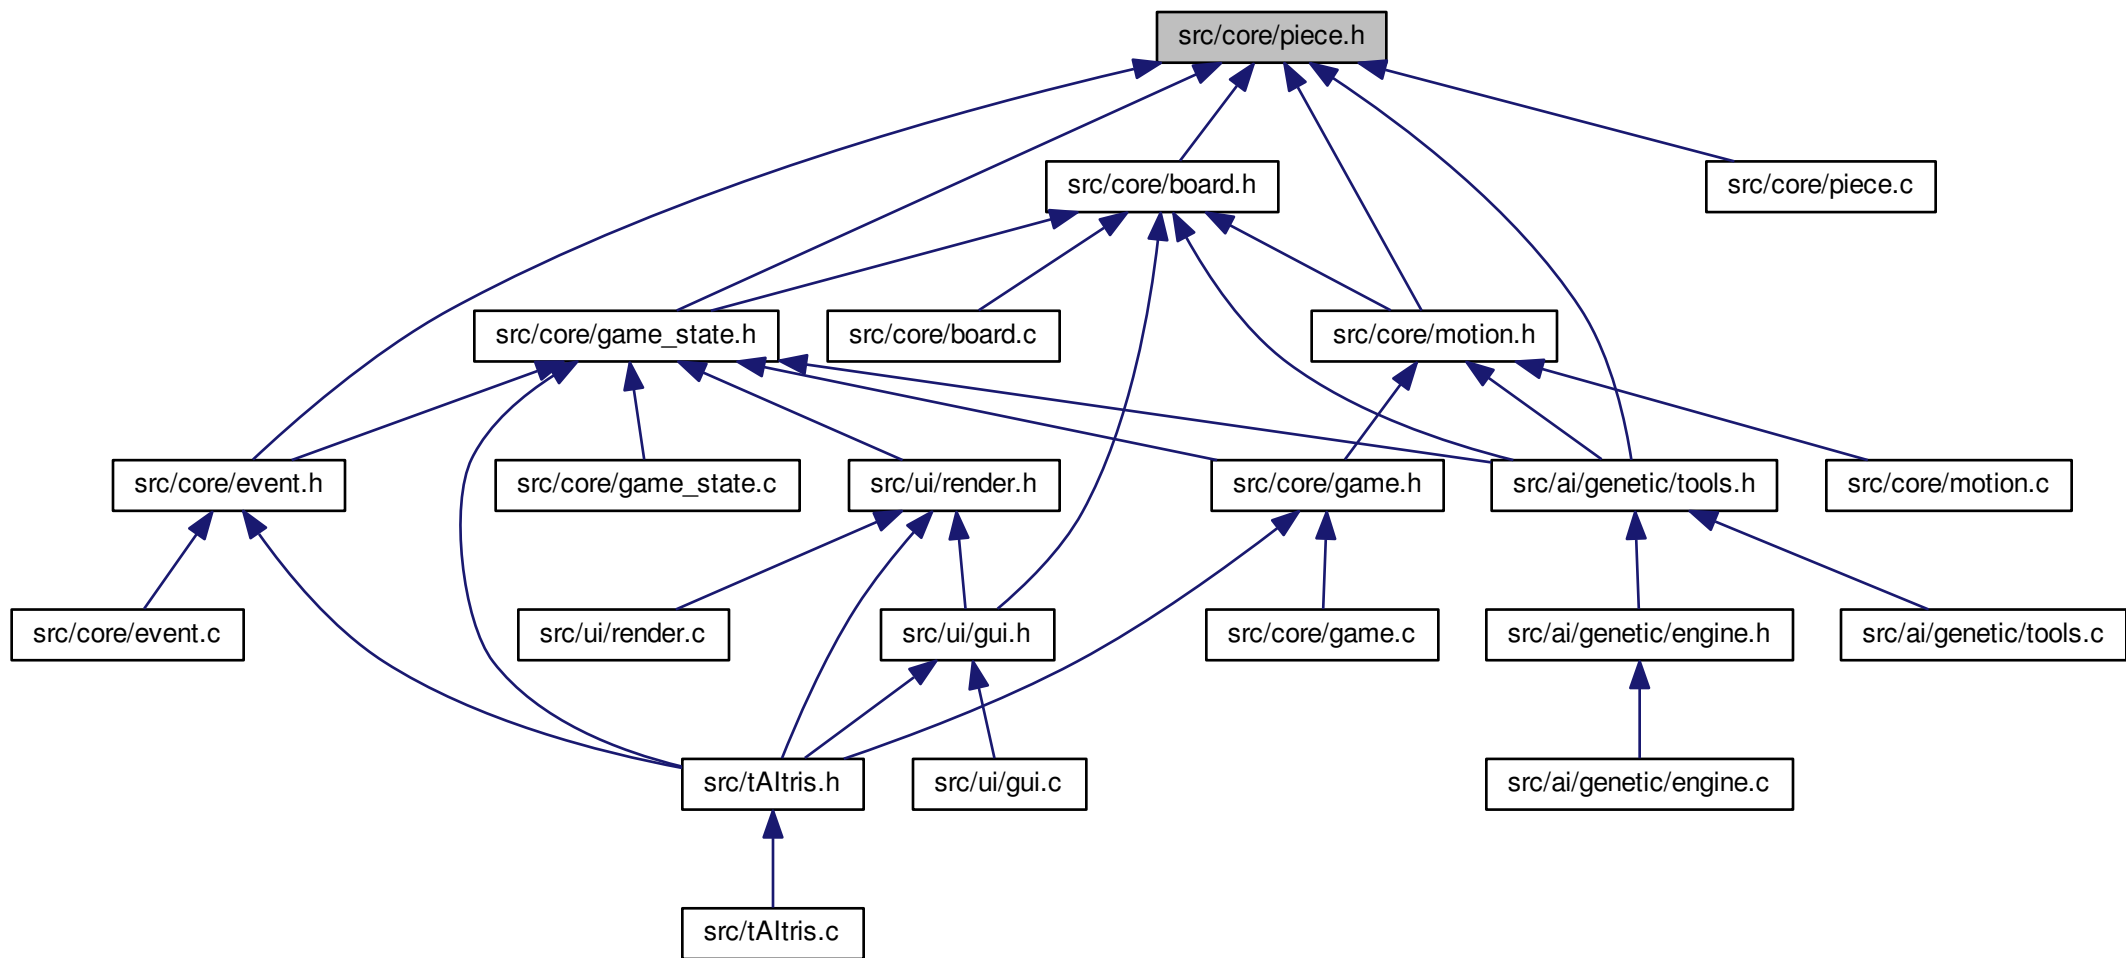 src/core/piece.h
src/core/board.h
src/core/piece.c
src/core/game_state.h
src/core/board.c
src/core/motion.h
src/core/event.h
src/core/game_state.c
src/ui/render.h
src/core/game.h
src/ai/genetic/tools.h
src/core/motion.c
src/core/event.c
src/ui/render.c
src/ui/gui.h
src/core/game.c
src/ai/genetic/engine.h
src/ai/genetic/tools.c
src/tAItris.h
src/ui/gui.c
src/ai/genetic/engine.c
src/tAItris.c